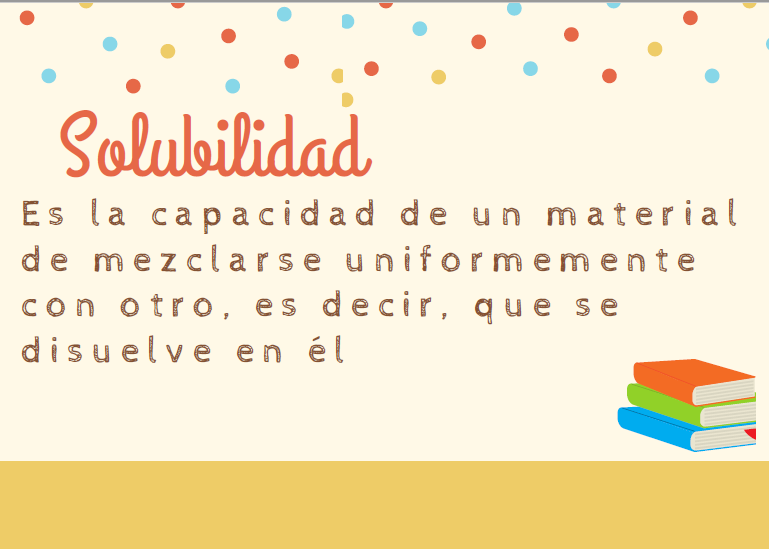 Solubilidad
Es la capacidad de un material
de mezclarse uniformemente
con otro, es decir, que se
disuelve en él